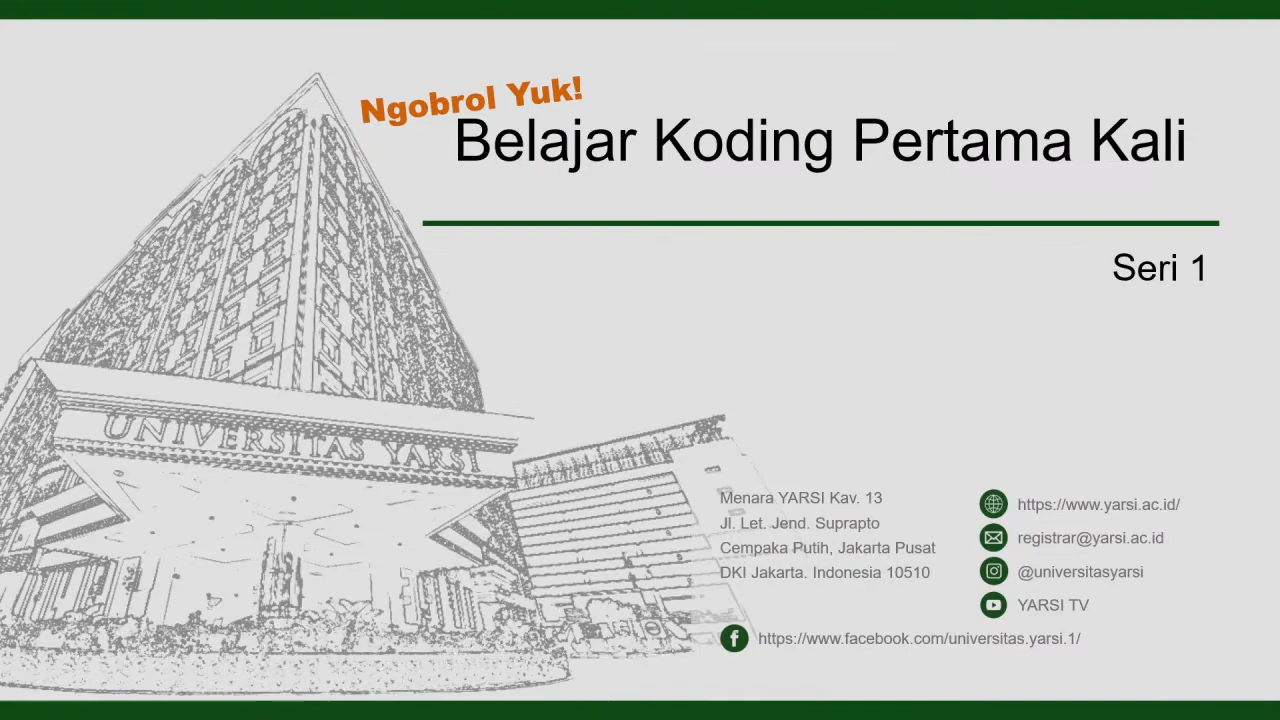 Ngobrol Yuk!
Belajar Koding Pertama Kali
Seri 1
UNIVERSITAS YARSI
Menara YARSI Kav. 13
Jl. Let. Jend. Suprapto
Cempaka Putih, Jakarta Pusat
DKI Jakarta. Indonesia 10510
https://www.yarsi.ac.id/
registrar@yarsi.ac.id
@universitasyarsi
YARSI TV
https://www.facebook.com/universitas.yarsi.1/